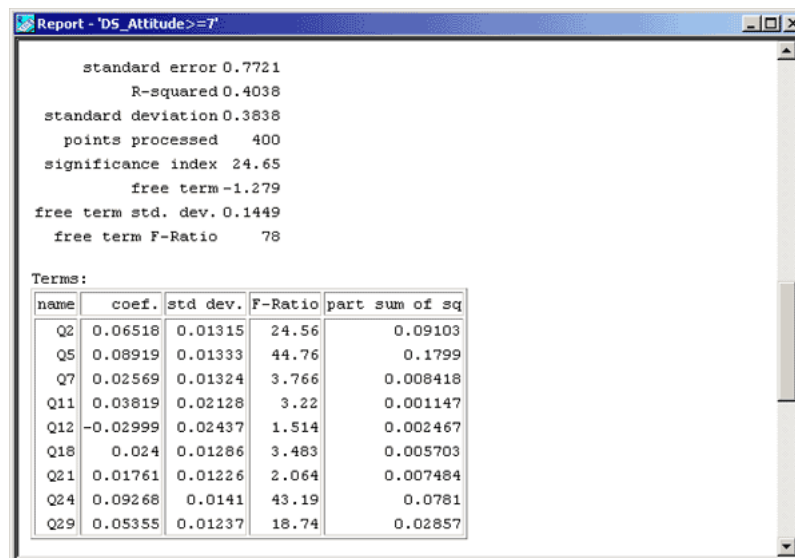 Report - 'DS_Attitude>=7'
standard error 0.7721
R-squared 0.4038
standard deviation 0.3838
points processed 400
significance index 24.65
free term -1.279
free term std. dev. 0.1449
free term F-Ratio 78
Terms:
name coef. std dev. F-Ratio part sum of sq
Q2 0.06518 0.01315 24.56 0.09103
Q5 0.08919 0.01333 44.76 0.1799
Q7 0.02569 0.01324 3.766 0.008418
Q11 0.03819 0.02128 3.22 0.001147
Q12 -0.02999 0.02437 1.514 0.002467
Q18 0.024 0.01286 3.483 0.005703
Q21 0.01761 0.01226 2.064 0.007484
Q24 0.09268 0.0141 43.19 0.0781
Q29 0.05355 0.01237 18.74 0.02857